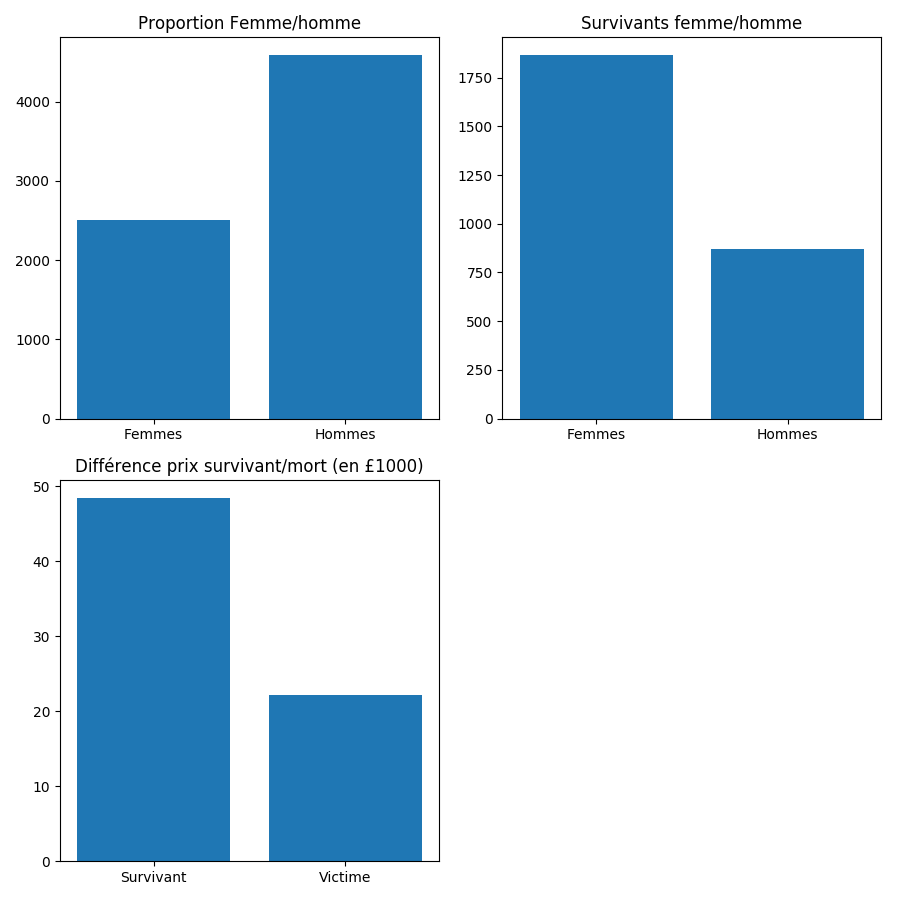 Proportion Femme/homme
4000
3000
2000
1000
0
Femmes
Hommes
Survivants femme/homme
1750
1500
1250
1000
750
500
250
0
Femmes
Hommes
Différence prix survivant/mort (en £1000)
50
40
30
20
10
0
Survivant
Victime